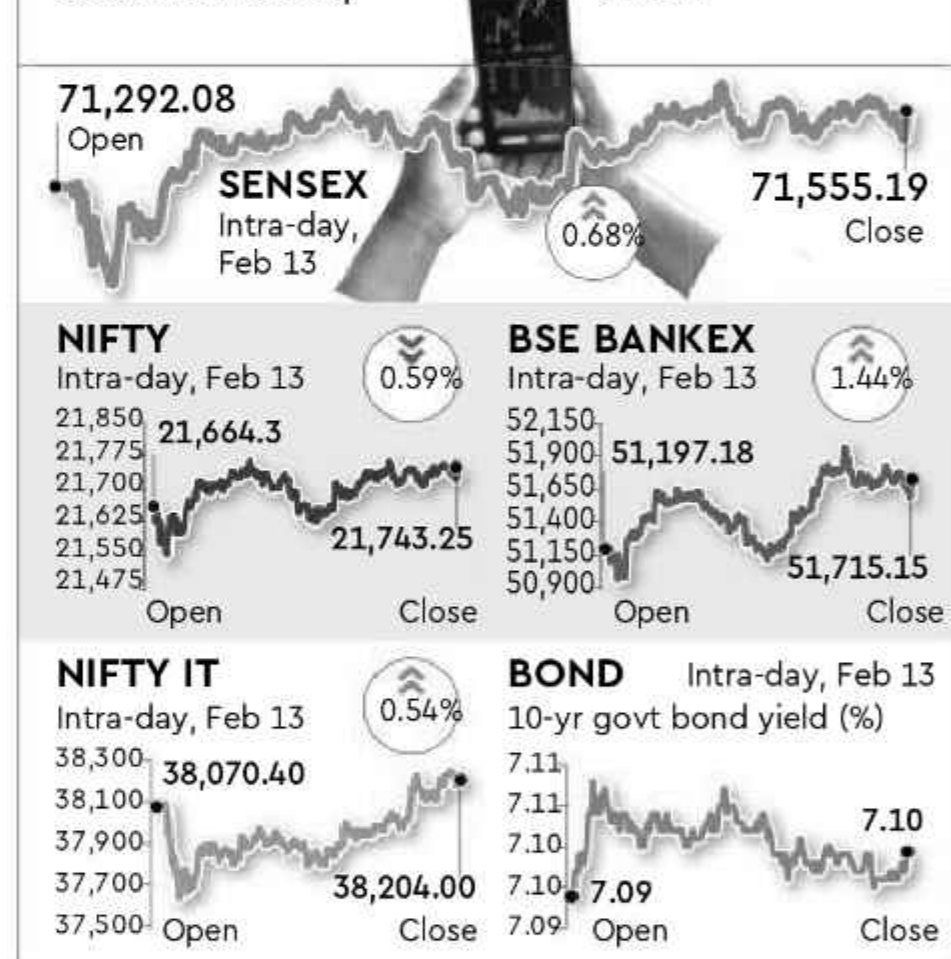 71,292.08
Open
SENSEX
Intra-day,
Feb 13
0.68%
71,555.19
Close
NIFTY
Intra-day, Feb 13
0.59%
21,850
21,775
21,700
21,625
21,550
21,475
21,664.3
21,743.25
Open Close
BSE BANKEX
Intra-day, Feb 13
1.44%
52,150
51,900
51,650
51,400
51,150
50,900
51,197.18
51,715.15
Open Close
NIFTY IT
Intra-day, Feb 13
0.54%
38,300
38,100
37,900
37,700
37,500
38,070.40
38,204.00
Open Close
BOND Intra-day, Feb 13
10-yr govt bond yield (%)
7.11
7.11
7.10
7.10
7.09
7.09
7.10
Open Close